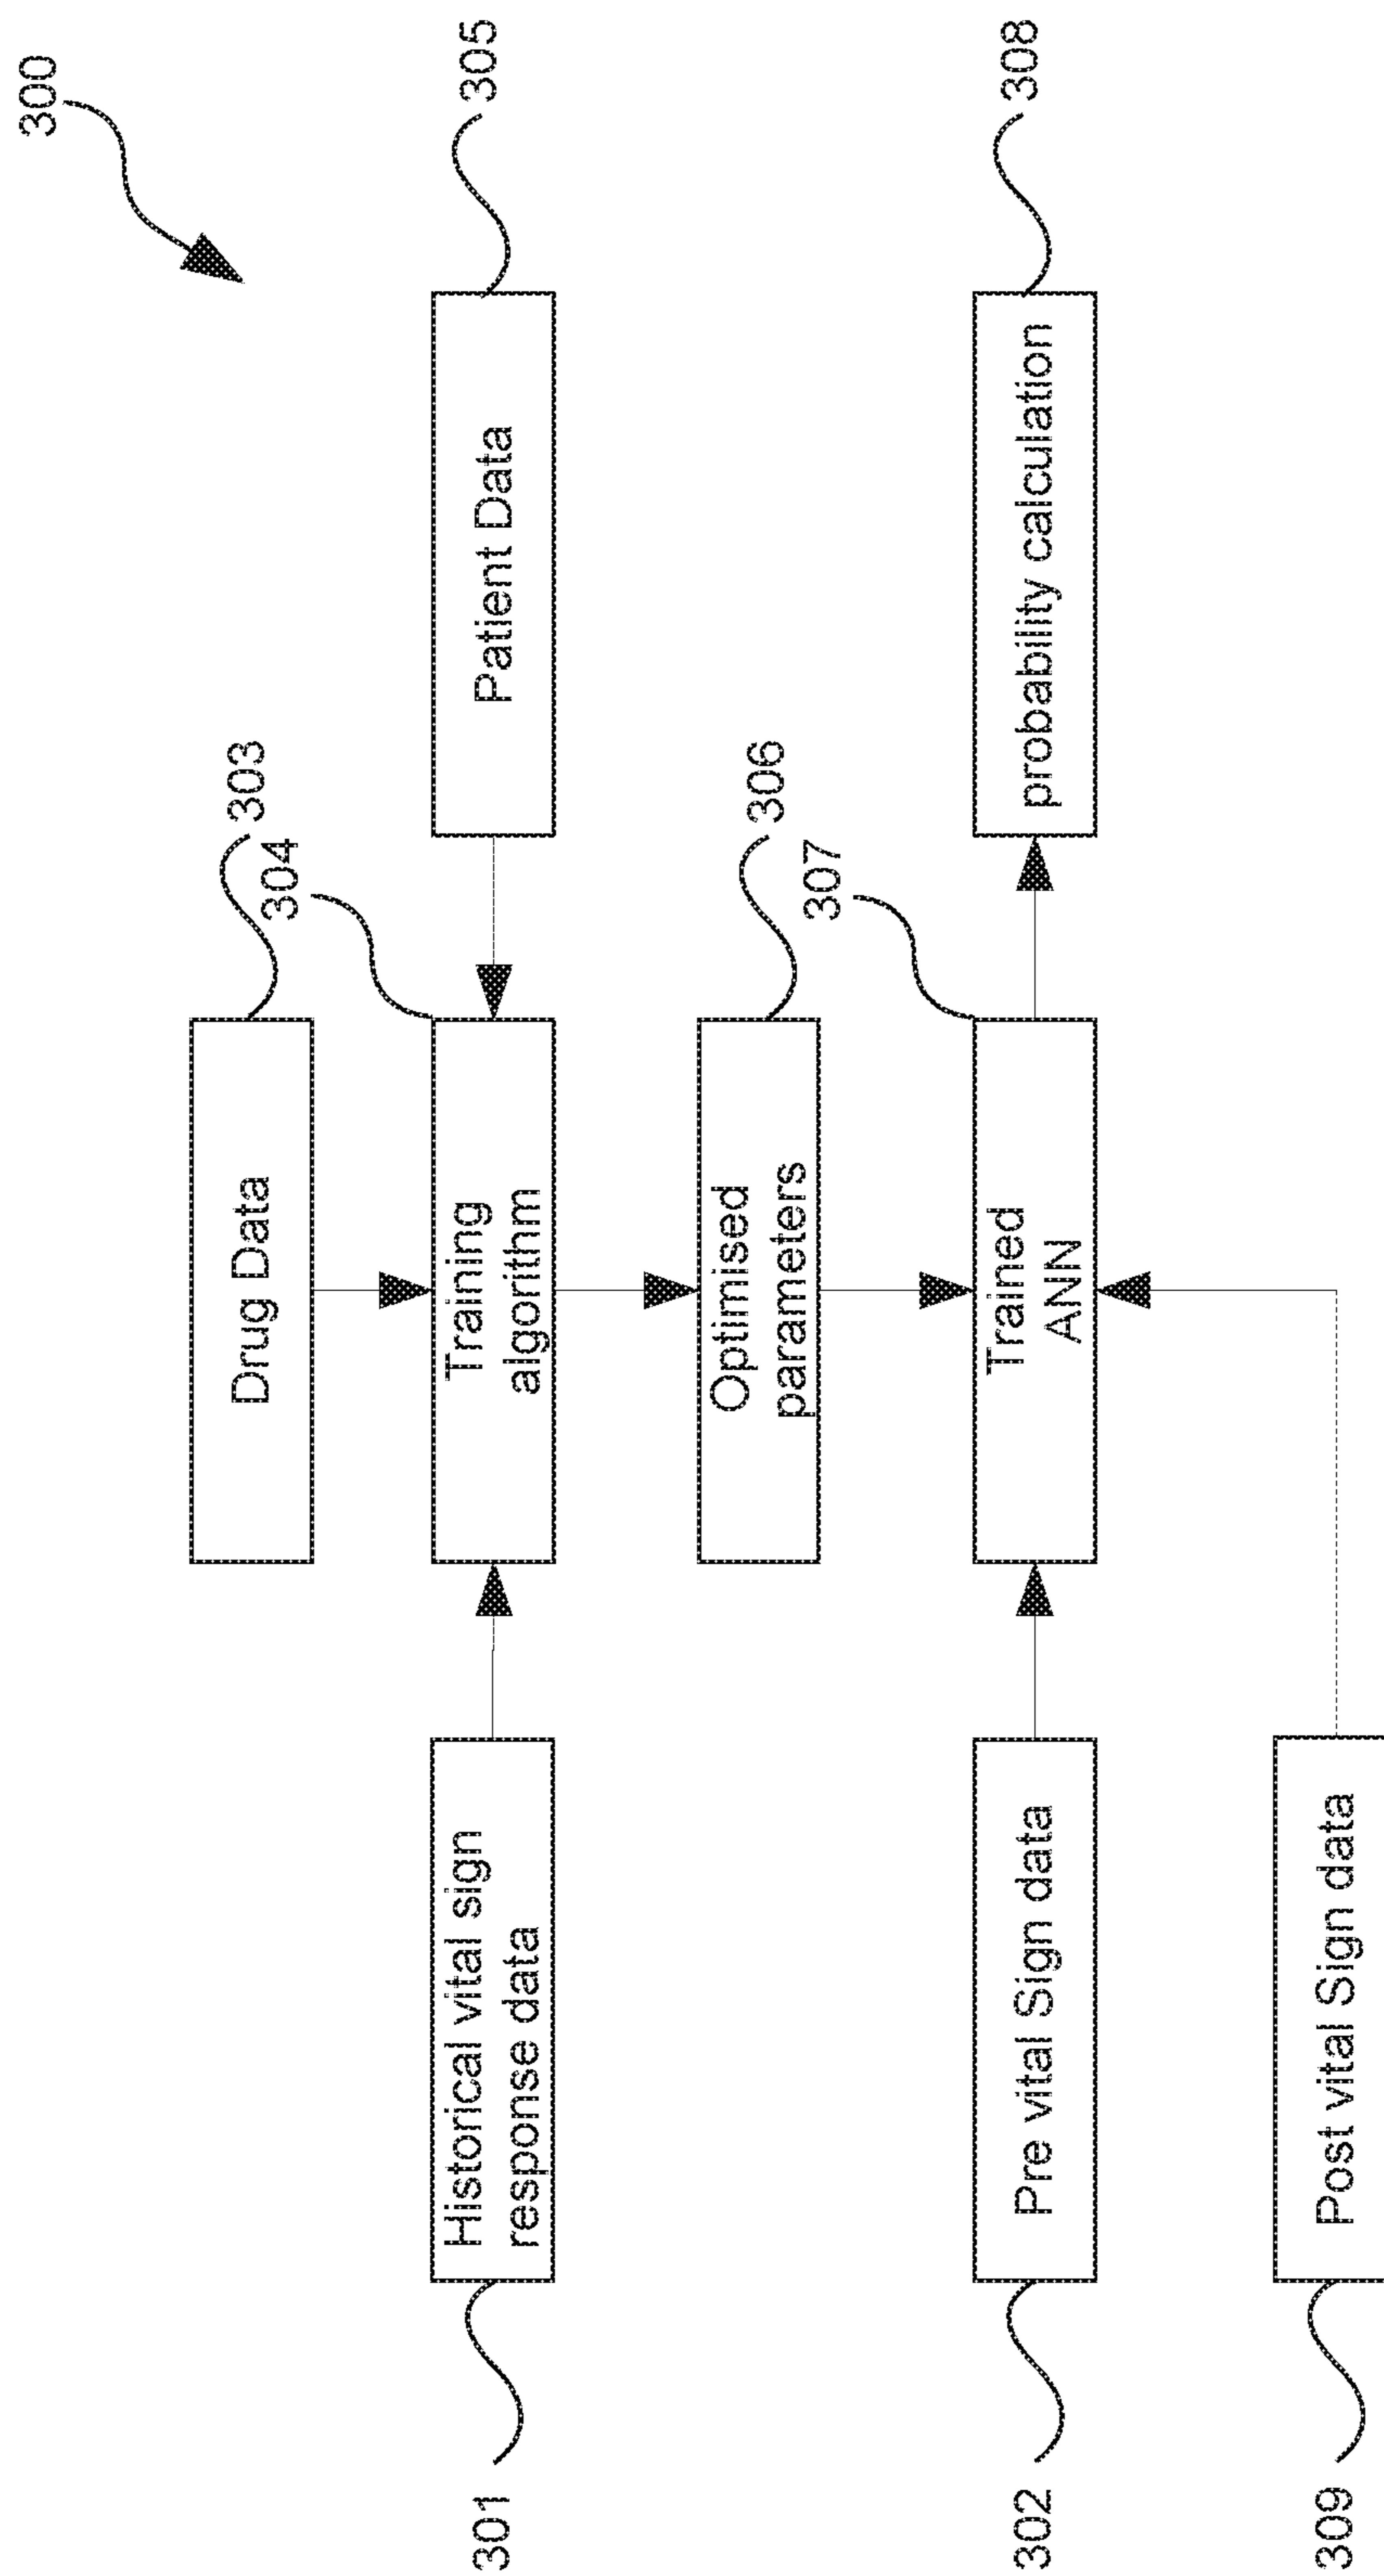 300
303
Drug Data
304
301
Historical vital sign
response data
Training
algorithm
Patient Data
305
306
Optimised
parameters
307
302
Pre vital Sign data
Trained
ANN
probability calculation
308
309
Post vital Sign data